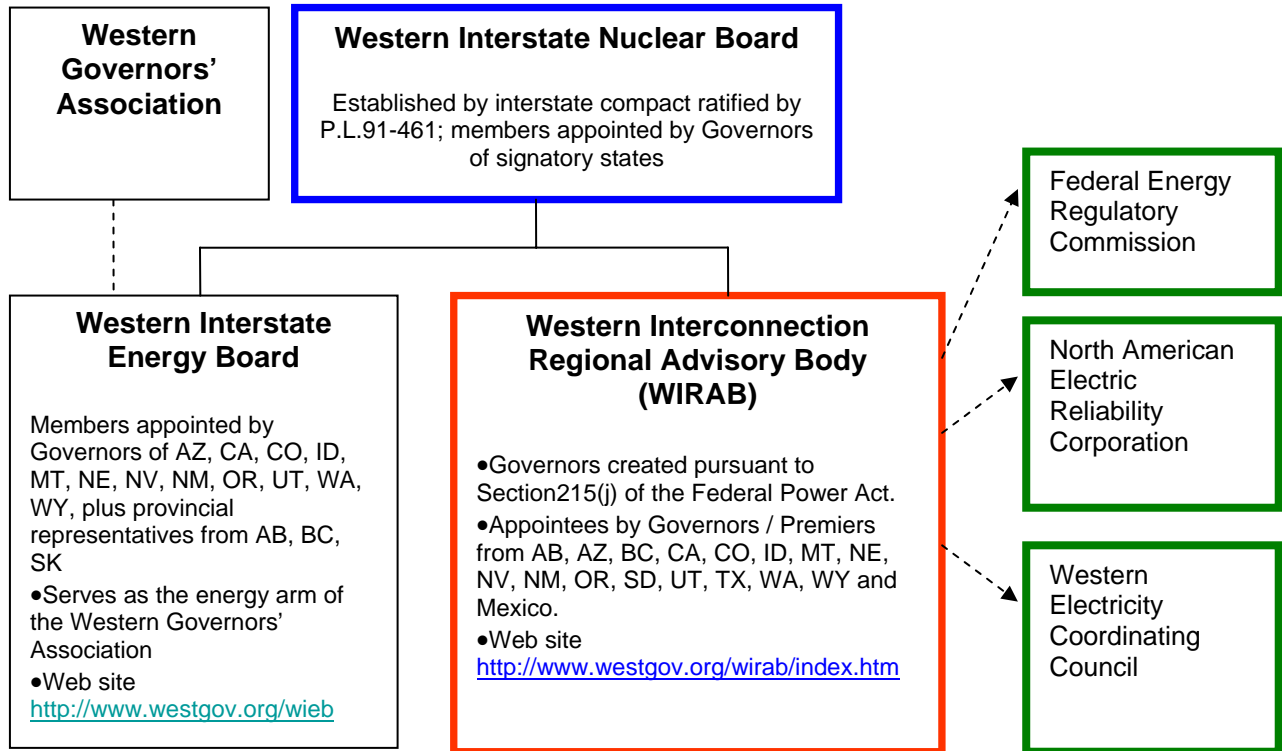 Western
Governors’
Association
Western Interstate Nuclear Board
Established by interstate compact ratified by
P.L.91-461; members appointed by Governors
of signatory states
Western Interstate
Energy Board
Members appointed by
Governors of AZ, CA, CO, ID,
MT, NE, NV, NM, OR, UT, WA,
WY, plus provincial
representatives from AB, BC,
SK
•Serves as the energy arm of
the Western Governors’
Association
•Web site
http://www.westgov.org/wieb
Western Interconnection
Regional Advisory Body
(WIRAB)
•Governors created pursuant to
Section215(j) of the Federal Power Act.
•Appointees by Governors / Premiers
from AB, AZ, BC, CA, CO, ID, MT, NE,
NV, NM, OR, SD, UT, TX, WA, WY and
Mexico.
•Web site
http://www.westgov.org/wirab/index.htm
Federal Energy
Regulatory
Commission
North American
Electric
Reliability
Corporation
Western
Electricity
Coordinating
Council